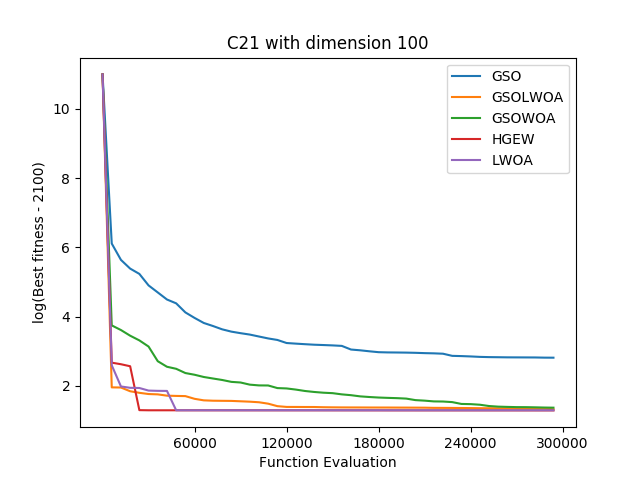 C21 with dimension 100
log(Best fitness - 2100)
10
8
6
4
2
60000 120000 180000 240000 300000
Function Evaluation
GSO
GSOLWOA
GSOWOA
HGEW
LWOA